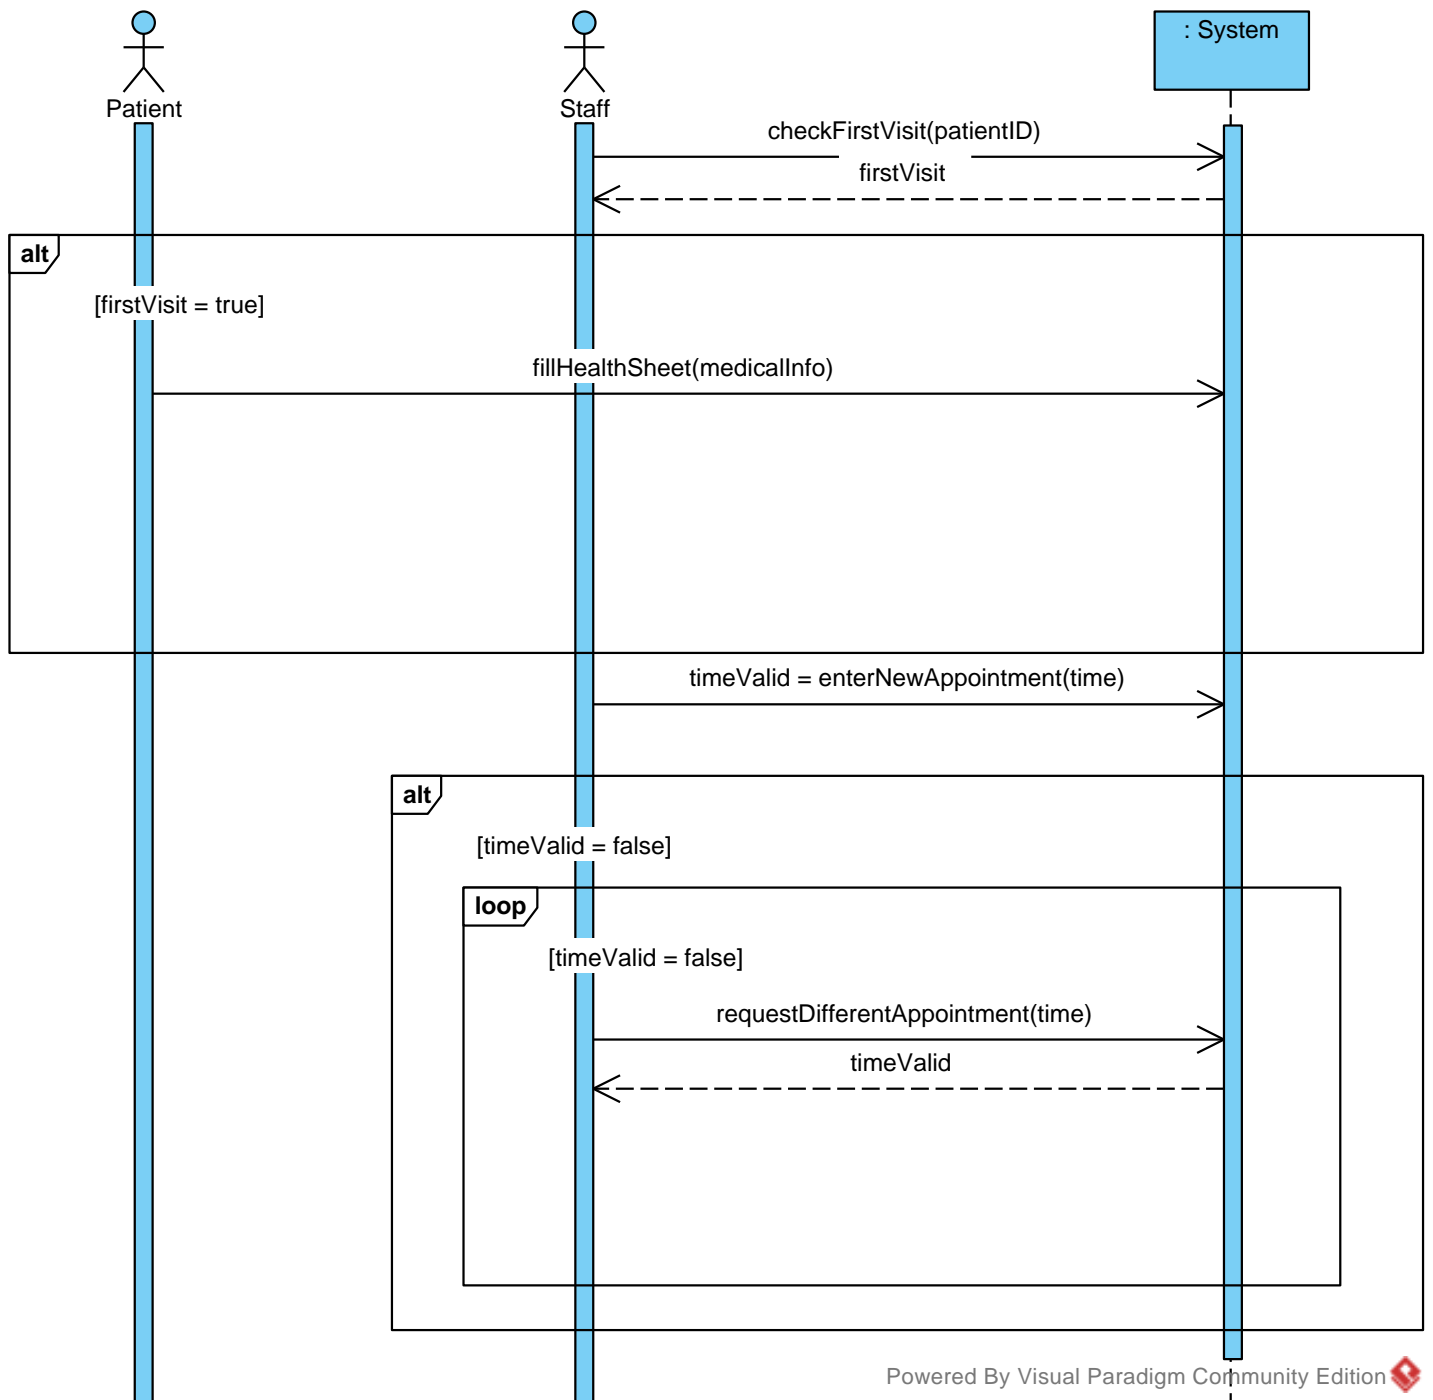 Patient
Staff
: System
checkFirstVisit(patientID)
firstVisit
alt
[firstVisit = true]
fillHealthSheet(medicalInfo)
timeValid = enterNewAppointment(time)
alt
[timeValid = false]
loop
[timeValid = false]
requestDifferentAppointment(time)
timeValid
Powered By Visual Paradigm Community Edition